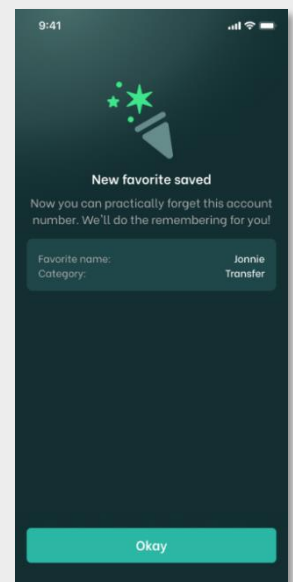 9:41
New favorite saved
Now you can practically forget this account
number. We'll do the remembering for you!
Favorite name: Jonnie
Category: Transfer
Okay